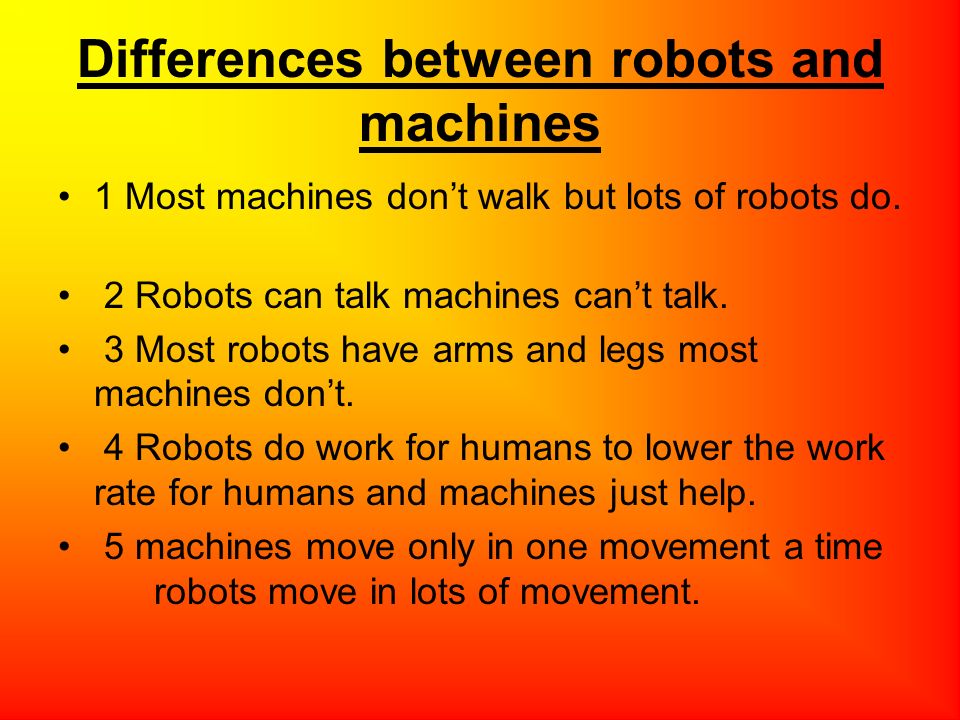 Differences between robots and
machines
• 1 Most machines don’t walk but lots of robots do.
• 2 Robots can talk machines can’t talk.
• 3 Most robots have arms and legs most
machines don’t.
• 4 Robots do work for humans to lower the work
rate for humans and machines just help.
• 5 machines move only in one movement a time
robots move in lots of movement.